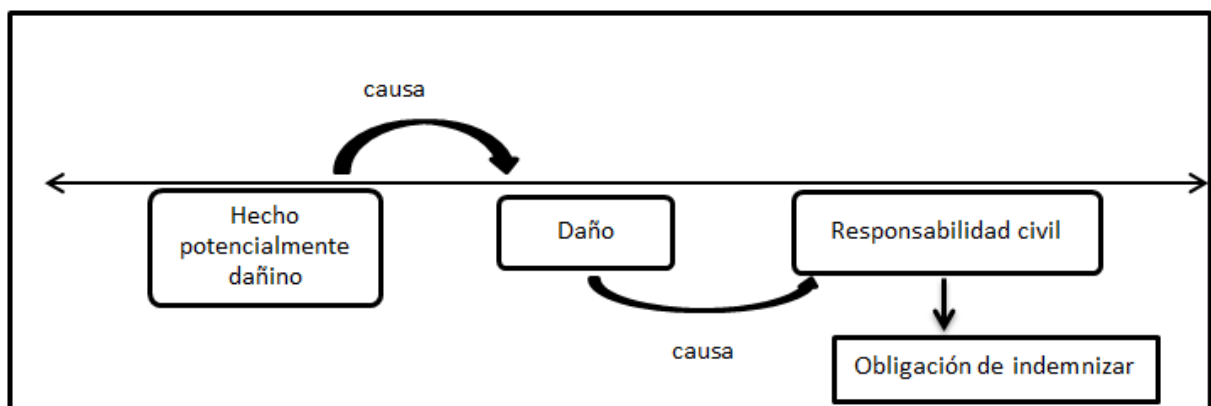 causa
Hecho
potencialmente
dañino
Daño
Responsabilidad civil
causa
Obligación de indemnizar